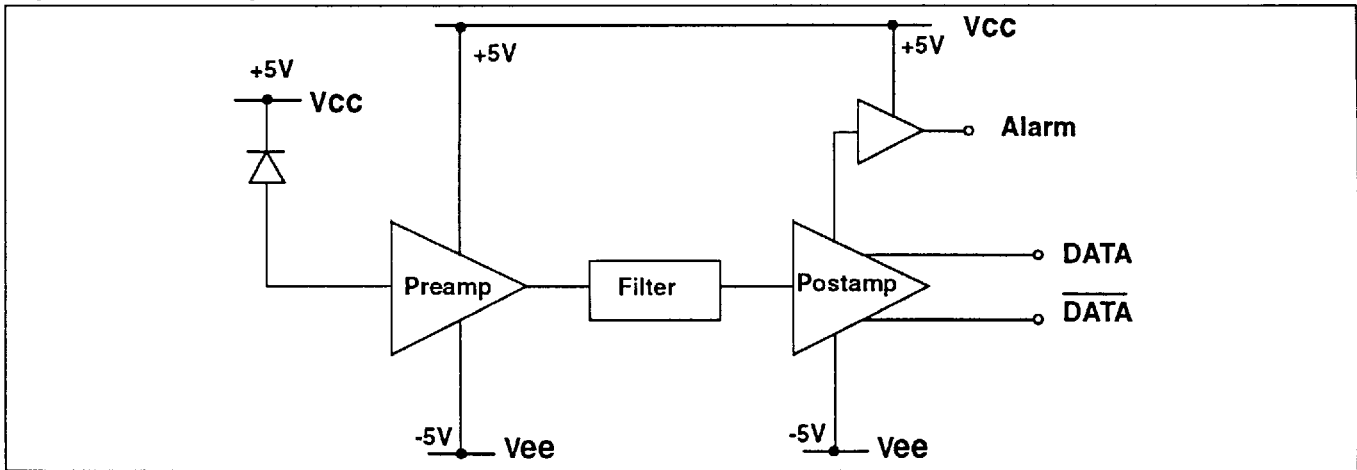 Vcc
+5V
+5V
+5V
Vcc
Alarm
DATA
Preamp
Filter
Postamp
DATA
-5V
Vee
-5V
Vee